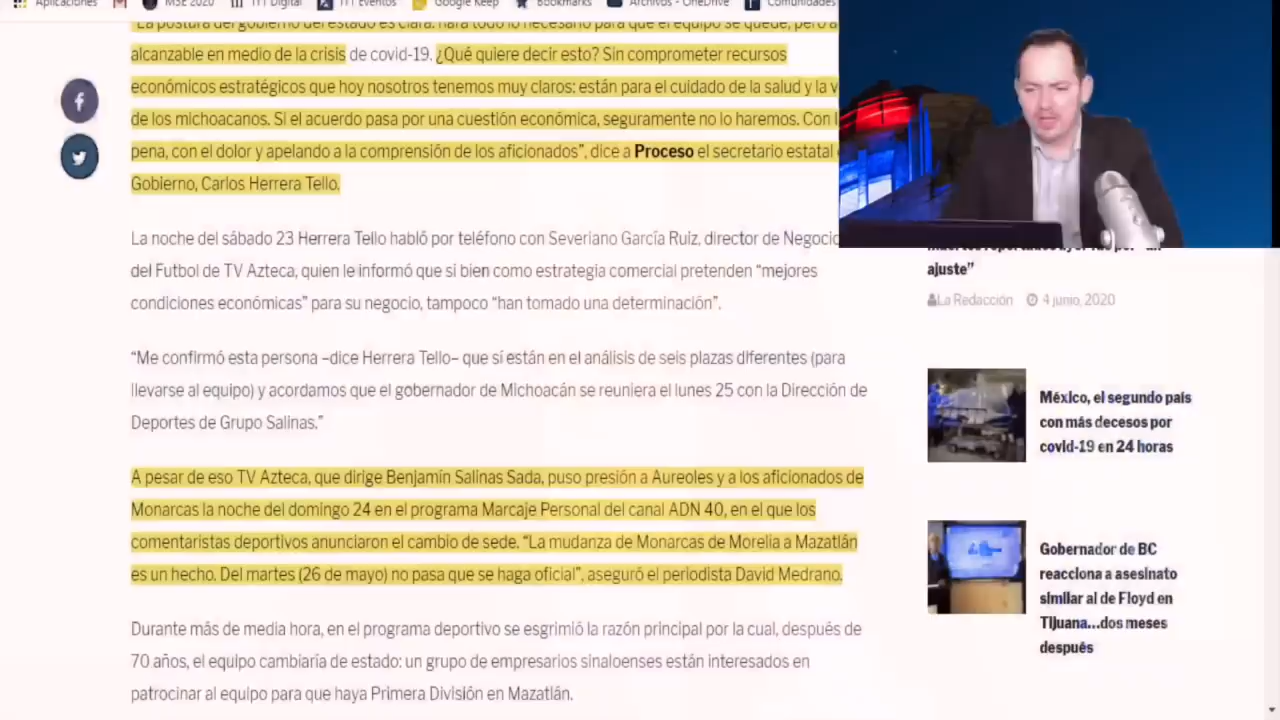 Aplicaciones M5E 2020 111 Digital 111 Eventos Google Keep Bookmarks Archivos - OneDrive Comunidades
"La postura del gobierno del estado es clara: hará todo lo necesario para que el equipo se quede, pero
alcanzable en medio de la crisis de covid-19. ¿Qué quiere decir esto? Sin comprometer recursos
económicos estratégicos que hoy nosotros tenemos muy claros: están para el cuidado de la salud y la v
de los michoacanos. Si el acuerdo pasa por una cuestión económica, seguramente no lo haremos. Con
pena, con el dolor y apelando a la comprensión de los aficionados", dice a Proceso el secretario estatal
Gobierno, Carlos Herrera Tello.
La noche del sábado 23 Herrera Tello habló por teléfono con Severiano García Ruíz, director de Negocio
del Futbol de TV Azteca, quien le informó que si bien como estrategia comercial pretenden "mejores
condiciones económicas" para su negocio, tampoco "han tomado una determinación".
"Me confirmó esta persona –dice Herrera Tello– que sí están en el análisis de seis plazas diferentes (para
llevarse al equipo) y acordamos que el gobernador de Michoacán se reuniera el lunes 25 con la Dirección de
Deportes de Grupo Salinas."
A pesar de eso TV Azteca, que dirige Benjamín Salinas Sada, puso presión a Aureoles y a los aficionados de
Monarcas la noche del domingo 24 en el programa Marcaje Personal del canal ADN 40, en el que los
comentaristas deportivos anunciaron el cambio de sede. "La mudanza de Monarcas de Morelia a Mazatlán
es un hecho. Del martes (26 de mayo) no pasa que se haga oficial", aseguró el periodista David Medrano.
Durante más de media hora, en el programa deportivo se esgrimió la razón principal por la cual, después de
70 años, el equipo cambiaría de estado: un grupo de empresarios sinaloenses están interesados en
patrocinar al equipo para que haya Primera División en Mazatlán.
ajuste"
La Redacción 4 junio, 2020
México, el segundo país
con más decesos por
covid-19 en 24 horas
Gobernador de BC
reacciona a asesinato
similar al de Floyd en
Tijuana...dos meses
después